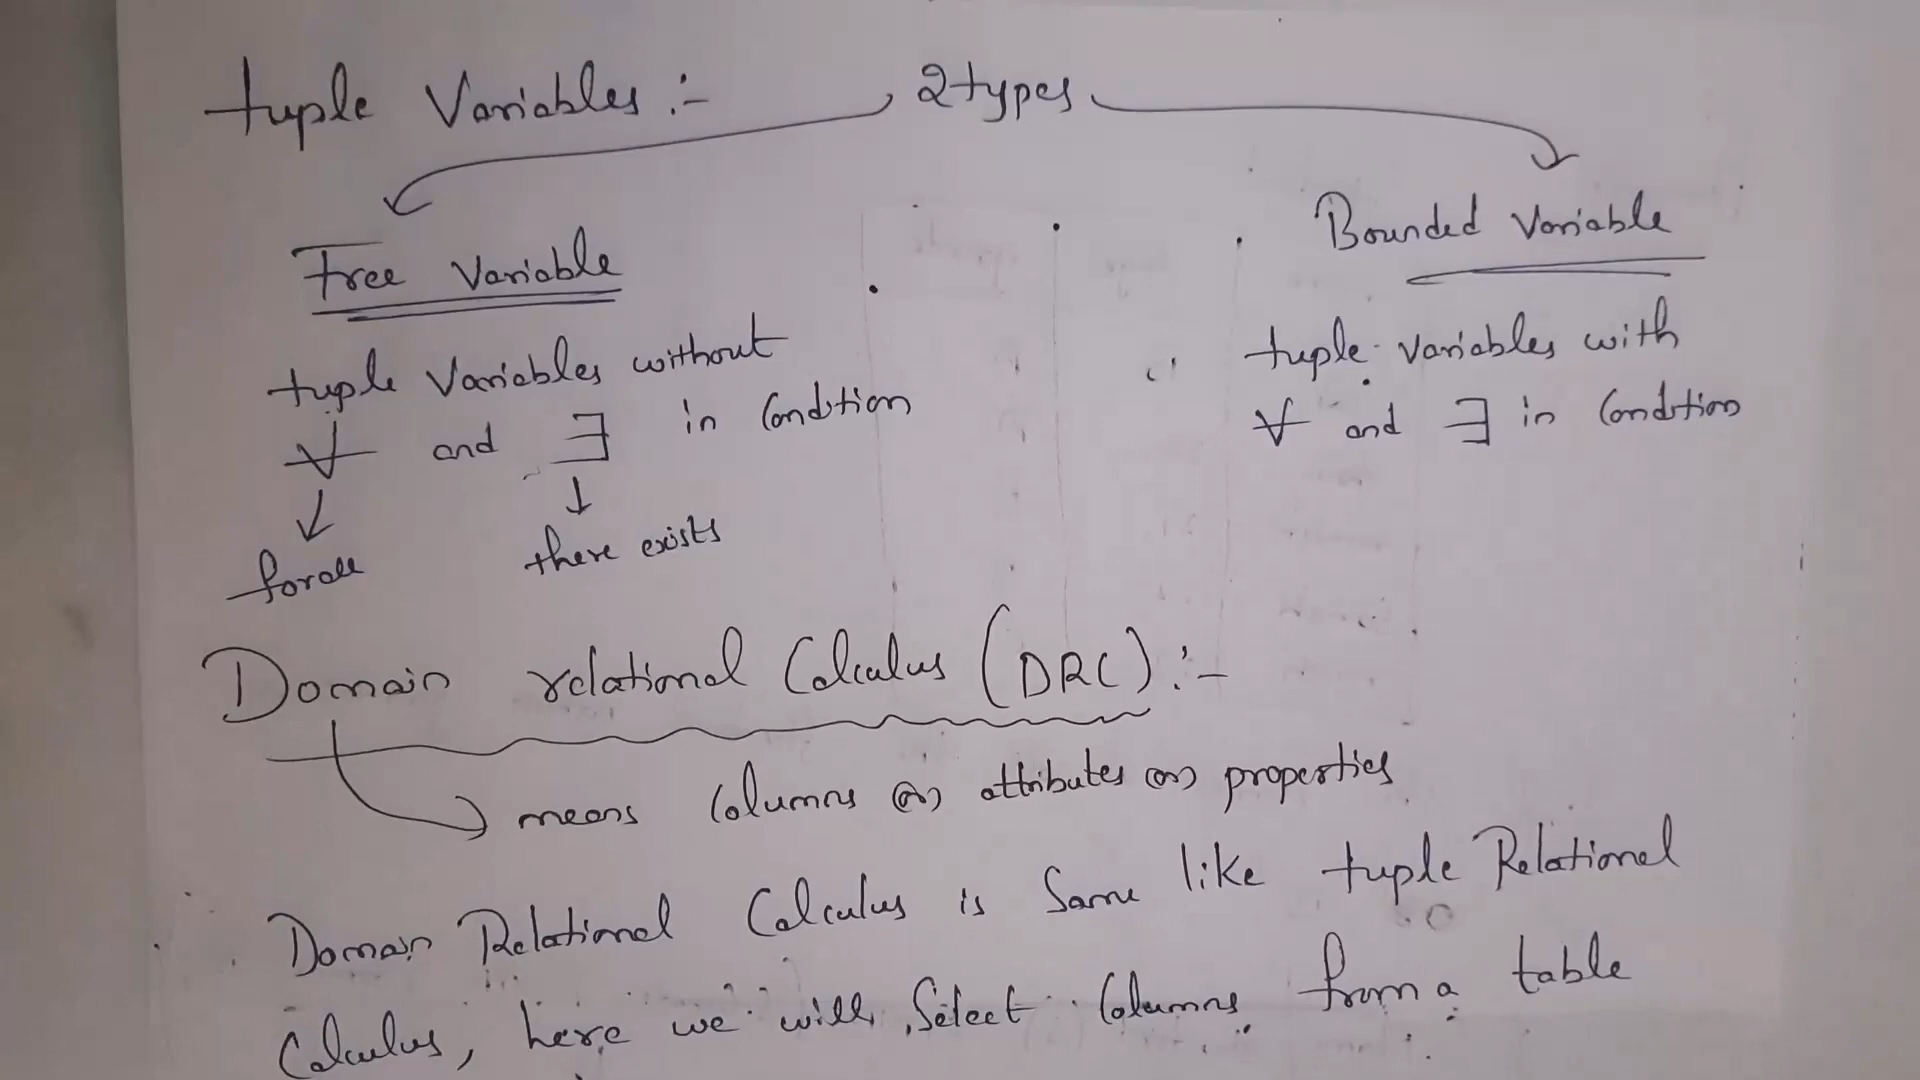 tuple Variables :- 2 types
Free Variable
tuple Variables without
∀ and ∃ in Condition
forall
there exists
Bounded Variable
tuple variables with
∀ and ∃ in Condition
Domain relational Calculus (DRC) :-
means Columns (or) attributes (or) properties
Domain Relational Calculus is Same like tuple Relational
Calculus, here we will Select Columns from a table